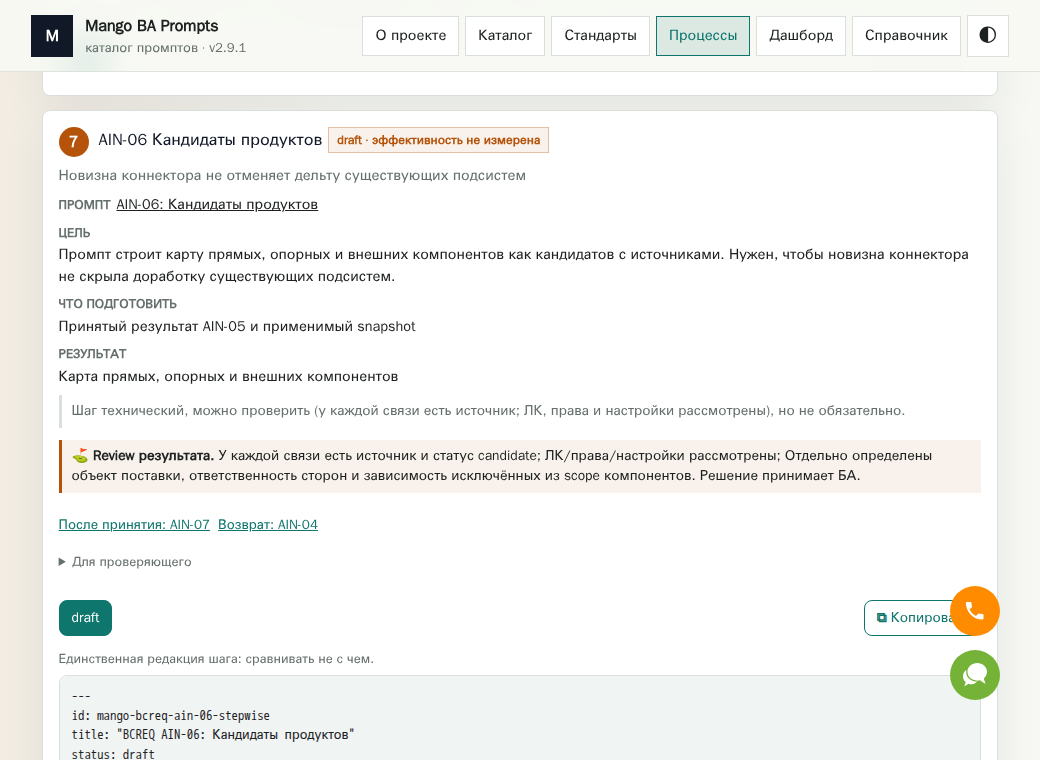 M
Mango BA Prompts
каталог промптов · v2.9.1
О проекте
Каталог
Стандарты
Процессы
Дашборд
Справочник
7
AIN-06 Кандидаты продуктов
draft · эффективность не измерена
Новизна коннектора не отменяет дельту существующих подсистем
ПРОМПТ AIN-06: Кандидаты продуктов
ЦЕЛЬ
Промпт строит карту прямых, опорных и внешних компонентов как кандидатов с источниками. Нужен, чтобы новизна коннектора
не скрыла доработку существующих подсистем.
ЧТО ПОДГОТОВИТЬ
Принятый результат AIN-05 и применимый snapshot
РЕЗУЛЬТАТ
Карта прямых, опорных и внешних компонентов
Шаг технический, можно проверить (у каждой связи есть источник; ЛК, права и настройки рассмотрены), но не обязательно.
⛳ Review результата. У каждой связи есть источник и статус candidate; ЛК/права/настройки рассмотрены; Отдельно определены
объект поставки, ответственность сторон и зависимость исключённых из scope компонентов. Решение принимает БА.
После принятия: AIN-07 Возврат: AIN-04
Для проверяющего
draft
Единственная редакция шага: сравнивать не с чем.
---
id: mango-bcreq-ain-06-stepwise
title: "BCREQ AIN-06: Кандидаты продуктов"
status: draft